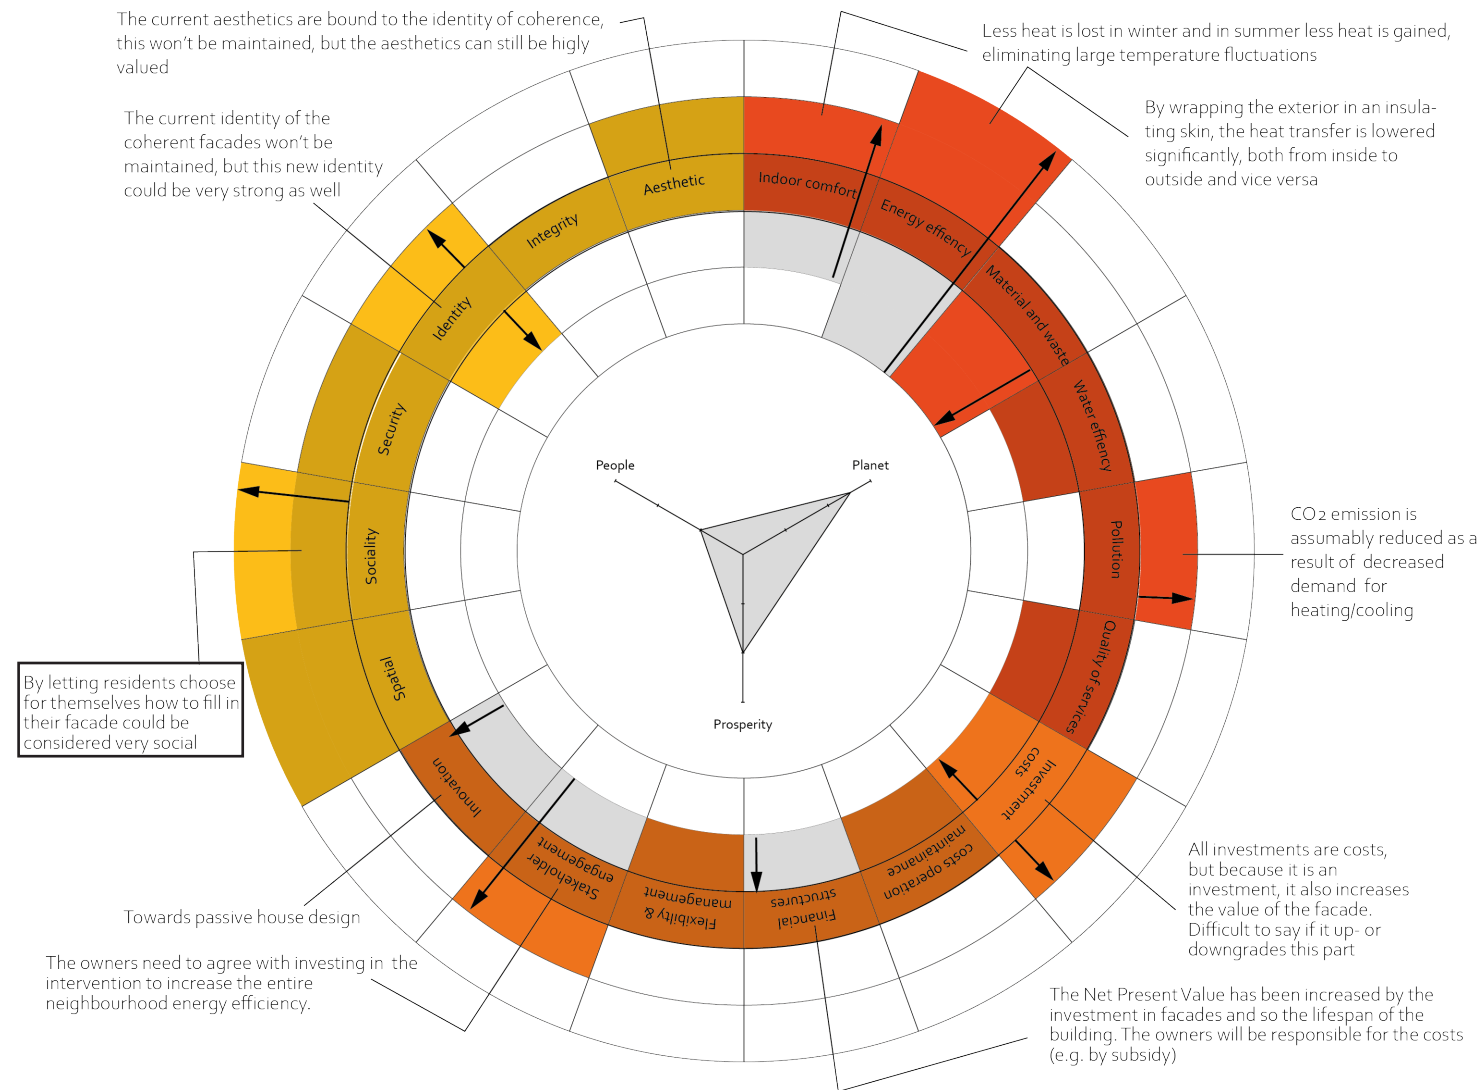 The current aesthetics are bound to the identity of coherence,
this won't be maintained, but the aesthetics can still be higly
valued
Less heat is lost in winter and in summer less heat is gained,
eliminating large temperature fluctuations
By wrapping the exterior in an insula-
ting skin, the heat transfer is lowered
significantly, both from inside to
outside and vice versa
The current identity of the
coherent facades won't be
maintained, but this new identity
could be very strong as well
Aesthetic
Indoor comfort
Energy effiency
Material and waste
Water effiency
Pollution
Quality of services
Investment
costs
costs operation
maintainance
Financial
structures
Flexibilty &
management
Stakeholder
engagement
Innovation
Spatial
Sociality
Security
Identity
Integrity
People
Planet
Prosperity
CO2 emission is
assumably reduced as a
result of decreased
demand for
heating/cooling
By letting residents choose
for themselves how to fill in
their facade could be
considered very social
All investments are costs,
but because it is an
investment, it also increases
the value of the facade.
Difficult to say if it up- or
downgrades this part
Towards passive house design
The owners need to agree with investing in the
intervention to increase the entire
neighbourhood energy efficiency.
The Net Present Value has been increased by the
investment in facades and so the lifespan of the
building. The owners will be responsible for the costs
(e.g. by subsidy)